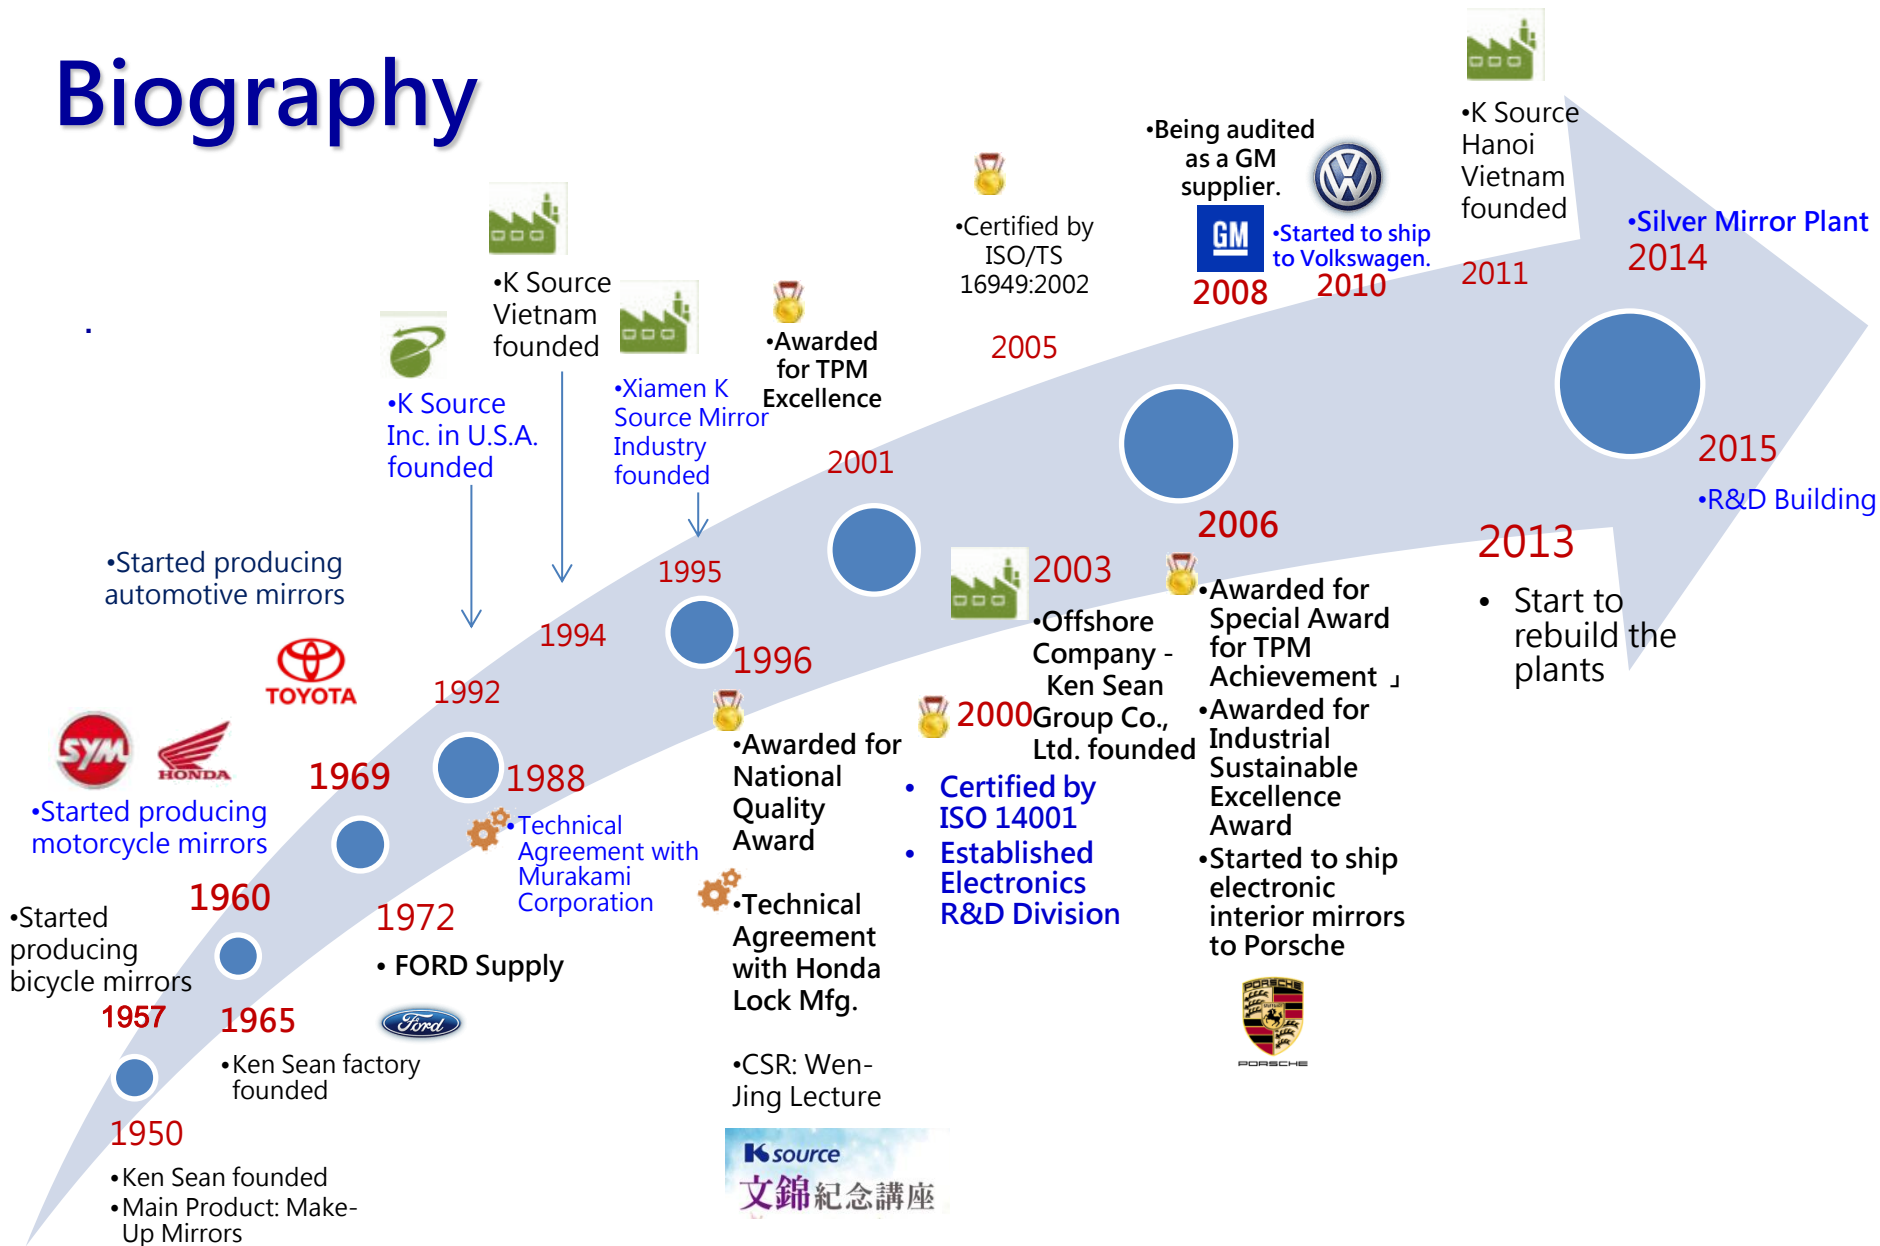 Biography
.
•Started
producing
bicycle mirrors
1957
1950
•Ken Sean founded
•Main Product: Make-
Up Mirrors
SYM
HONDA
•Started producing
motorcycle mirrors
1960
1965
•Ken Sean factory
founded
•Started producing
automotive mirrors
TOYOTA
1969
1972
• FORD Supply
Ford
•K Source
Inc. in U.S.A.
founded
1992
1988
•Technical
Agreement with
Murakami
Corporation
•K Source
Vietnam
founded
1994
•Xiamen K
Source Mirror
Industry
founded
1995
1996
•Awarded for
National
Quality
Award
•Technical
Agreement
with Honda
Lock Mfg.
•CSR: Wen-
Jing Lecture
K source
文錦紀念講座
•Awarded
for TPM
Excellence
2001
2000
• Certified by
ISO 14001
• Established
Electronics
R&D Division
2003
•Offshore
Company -
Ken Sean
Group Co.,
Ltd. founded
•Certified by
ISO/TS
16949:2002
2005
2006
•Awarded for
Special Award
for TPM
Achievement 」
•Awarded for
Industrial
Sustainable
Excellence
Award
•Started to ship
electronic
interior mirrors
to Porsche
PORSCHE
PORSCHE
•Being audited
as a GM
supplier.
GM
2008
VW
•Started to ship
to Volkswagen.
2010
•K Source
Hanoi
Vietnam
founded
2011
2013
• Start to
rebuild the
plants
•Silver Mirror Plant
2014
2015
•R&D Building